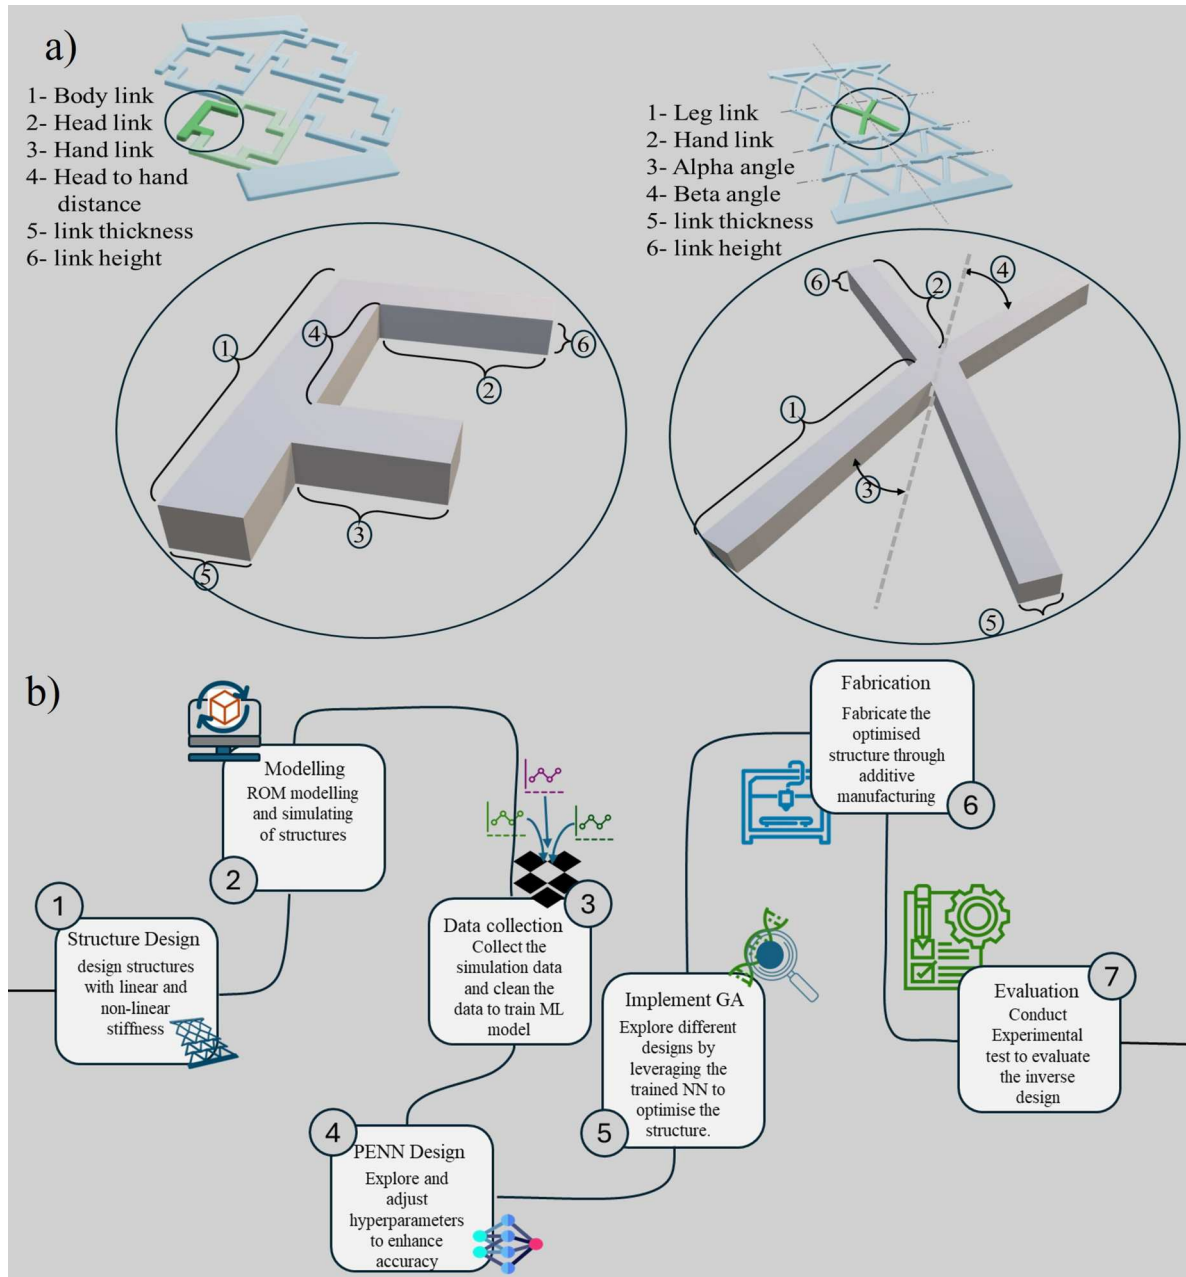 a)
1- Body link
2- Head link
3- Hand link
4- Head to hand
distance
5- link thickness
6- link height
1- Leg link
2- Hand link
3- Alpha angle
4- Beta angle
5- link thickness
6- link height
1
4
6
2
3
5
6
2
4
1
3
5
b)
1
Structure Design
design structures
with linear and
non-linear
stiffness
Modelling
ROM modelling
and simulating
of structures
2
3
Data collection
Collect the
simulation data
and clean the
data to train ML
model
4
PENN Design
Explore and
adjust
hyperparameters
to enhance
accuracy
Implement GA
Explore different
designs by
leveraging the
trained NN to
optimise the
structure.
5
Fabrication
Fabricate the
optimised
structure through
additive
manufacturing
6
7
Evaluation
Conduct
Experimental
test to evaluate
the inverse
design